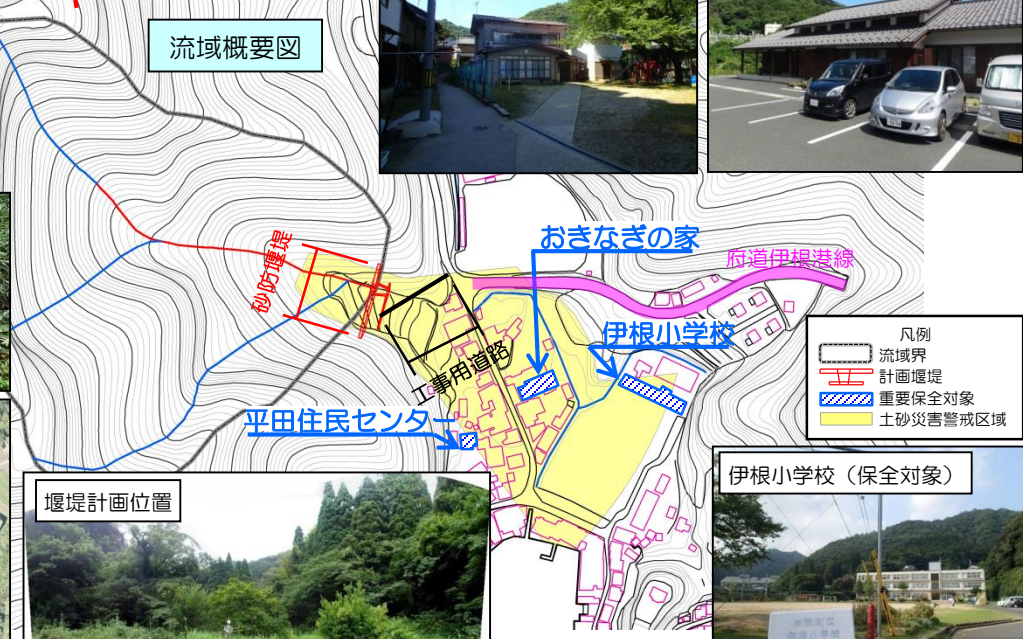 流域概要図
おきなぎの家
府道伊根港線
砂防堰堤
伊根小学校
工事用道路
平田住民センター
凡例
流域界
計画堰堤
重要保全対象
土砂災害警戒区域
堰堤計画位置
伊根小学校（保全対象）